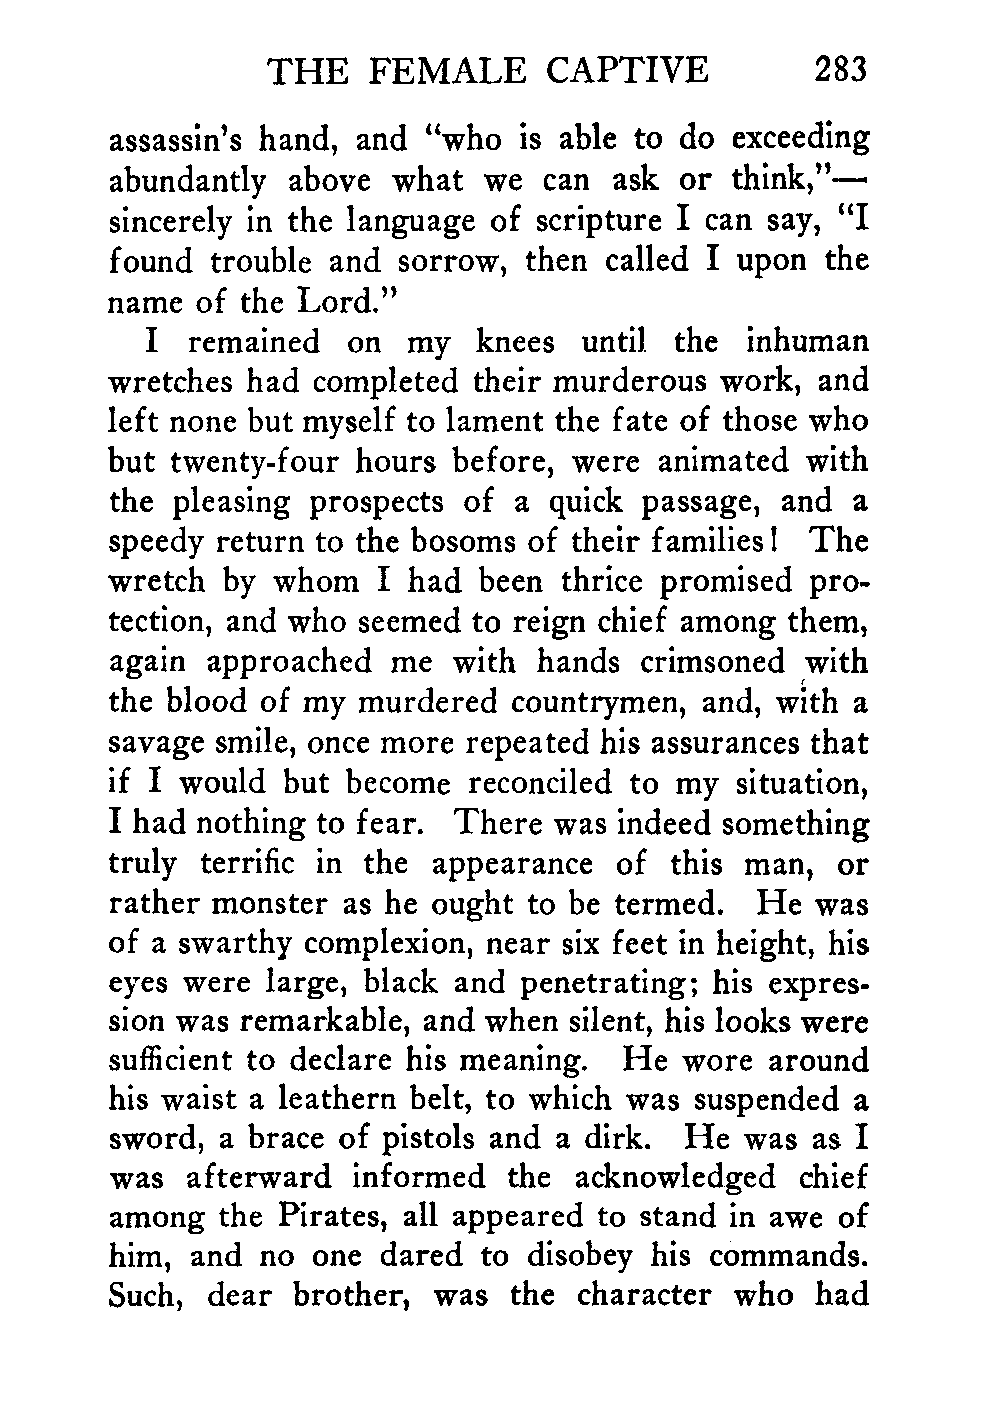 THE FEMALE CAPTIVE 283
assassin's hand, and "who is able to do exceeding
abundantly above what we can ask or think,"—
sincerely in the language of scripture I can say, "I
found trouble and sorrow, then called I upon the
name of the Lord."
I remained on my knees until the inhuman
wretches had completed their murderous work, and
left none but myself to lament the fate of those who
but twenty-four hours before, were animated with
the pleasing prospects of a quick passage, and a
speedy return to the bosoms of their families! The
wretch by whom I had been thrice promised pro-
tection, and who seemed to reign chief among them,
again approached me with hands crimsoned with
the blood of my murdered countrymen, and, with a
savage smile, once more repeated his assurances that
if I would but become reconciled to my situation,
I had nothing to fear. There was indeed something
truly terrific in the appearance of this man, or
rather monster as he ought to be termed. He was
of a swarthy complexion, near six feet in height, his
eyes were large, black and penetrating; his expres-
sion was remarkable, and when silent, his looks were
sufficient to declare his meaning. He wore around
his waist a leathern belt, to which was suspended a
sword, a brace of pistols and a dirk. He was as I
was afterward informed the acknowledged chief
among the Pirates, all appeared to stand in awe of
him, and no one dared to disobey his commands.
Such, dear brother, was the character who had